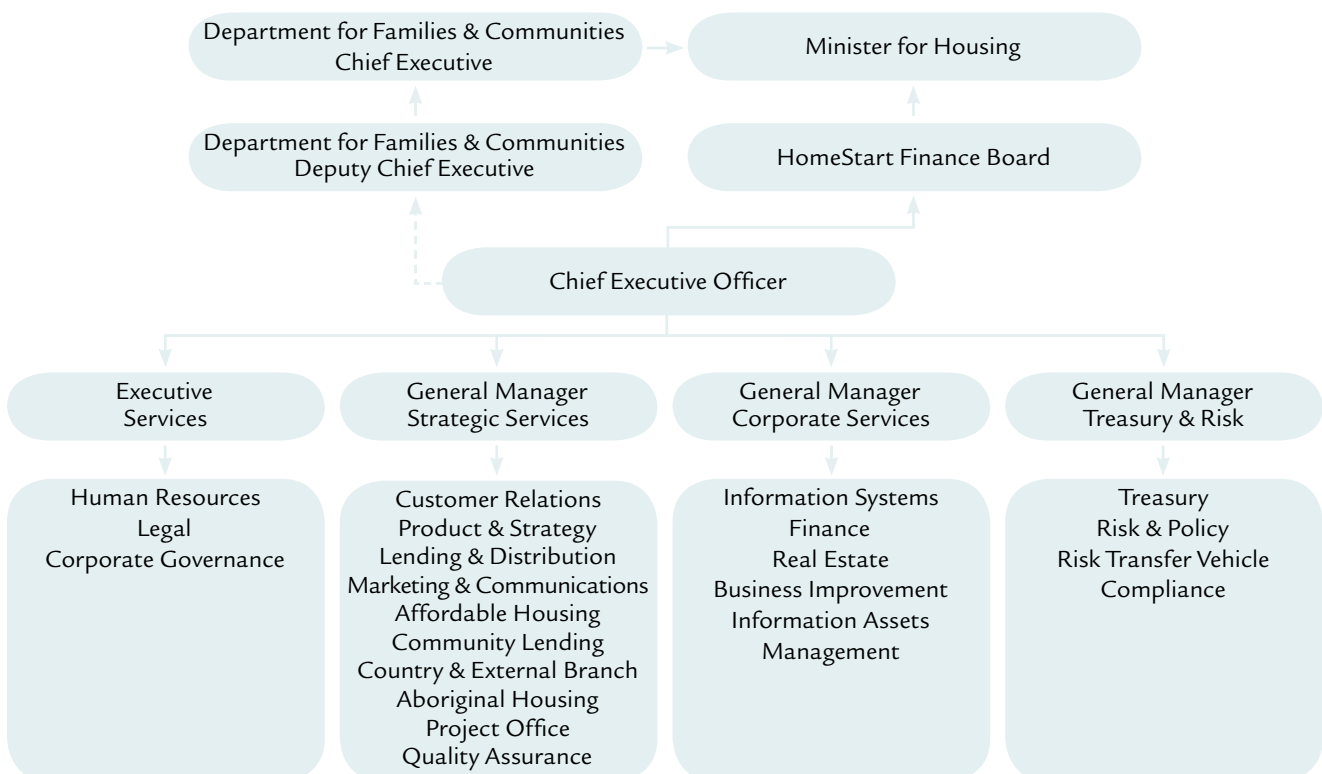 Department for Families & Communities
Chief Executive
Minister for Housing
Department for Families & Communities
Deputy Chief Executive
HomeStart Finance Board
Chief Executive Officer
Executive
Services
General Manager
Strategic Services
General Manager
Corporate Services
General Manager
Treasury & Risk
Human Resources
Legal
Corporate Governance
Customer Relations
Product & Strategy
Lending & Distribution
Marketing & Communications
Affordable Housing
Community Lending
Country & External Branch
Aboriginal Housing
Project Office
Quality Assurance
Information Systems
Finance
Real Estate
Business Improvement
Information Assets
Management
Treasury
Risk & Policy
Risk Transfer Vehicle
Compliance